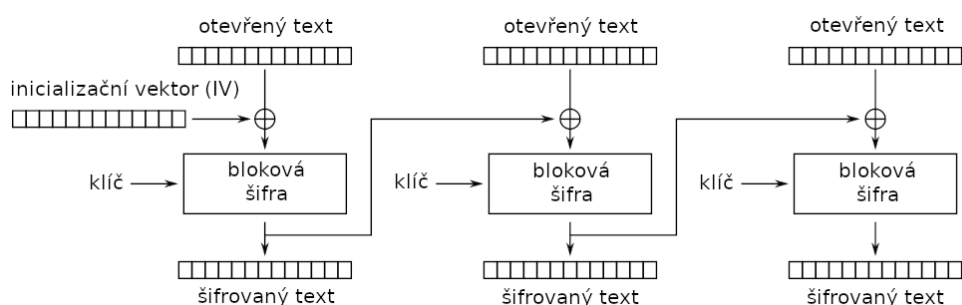 otevřený text
otevřený text
otevřený text
inicializační vektor (IV)
klíč
bloková
šifra
klíč
bloková
šifra
klíč
bloková
šifra
šifrovaný text
šifrovaný text
šifrovaný text